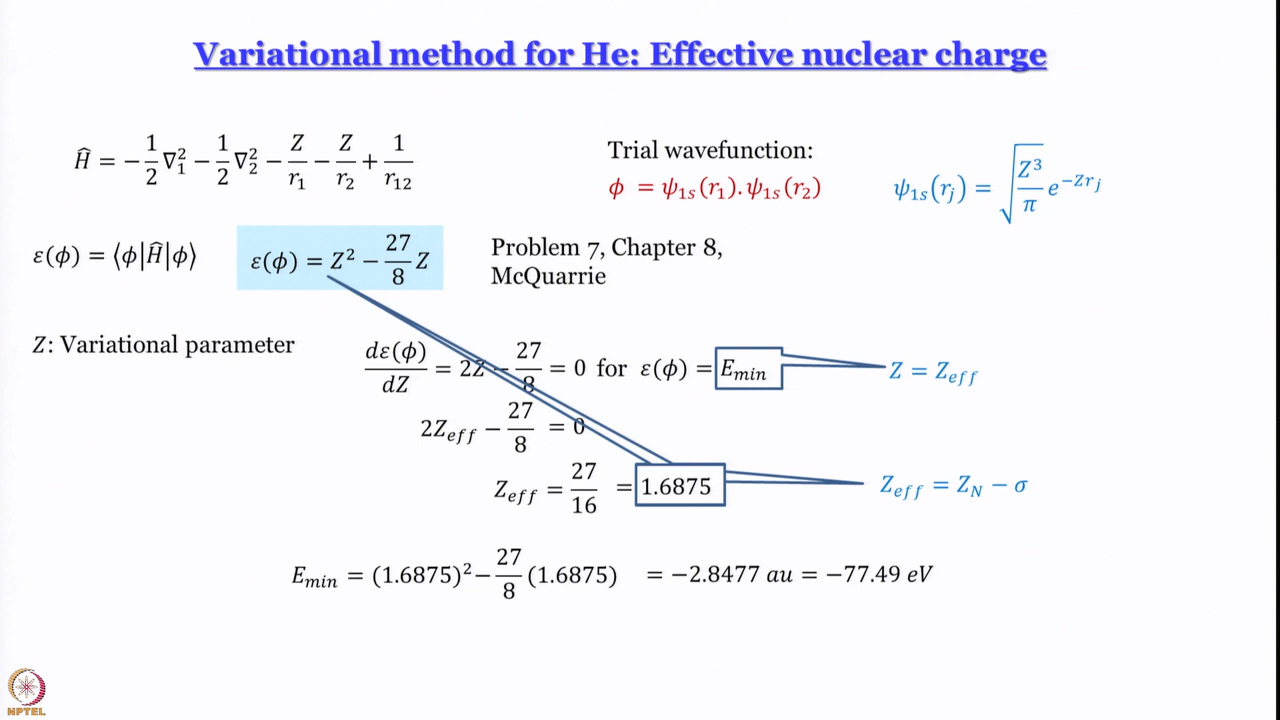 Variational method for He: Effective nuclear charge
Ĥ = −1/2 ∇₁² − 1/2 ∇₂² − Z/r₁ − Z/r₂ + 1/r₁₂
Trial wavefunction:
ϕ = ψ₁ₛ(r₁).ψ₁ₛ(r₂)
ψ₁ₛ(rⱼ) = √(Z³/π) e^(−Zrⱼ)
ε(ϕ) = ⟨ϕ|Ĥ|ϕ⟩
ε(ϕ) = Z² − 27/8 Z
Problem 7, Chapter 8,
McQuarrie
Z: Variational parameter
dε(ϕ)/dZ = 2Z − 27/8 = 0 for ε(ϕ) = E_min
Z = Z_eff
2Z_eff − 27/8 = 0
Z_eff = 27/16 = 1.6875
Z_eff = Z_N − σ
E_min = (1.6875)² − 27/8 (1.6875) = −2.8477 au = −77.49 eV
NPTEL